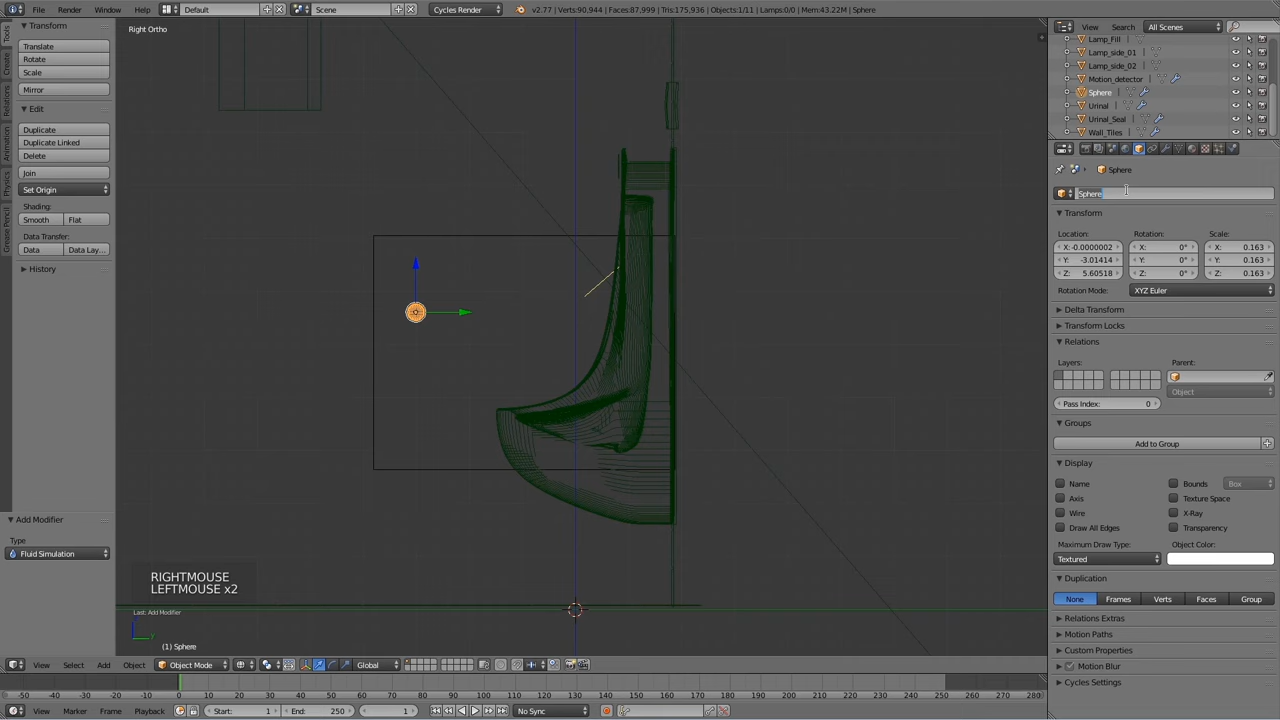 File Render Window Help Default Scene Cycles Render v2.77 | Verts:90,944 | Faces:87,999 | Tris:175,936 | Objects:1/11 | Lamps:0/0 | Mem:43.22M | Sphere
Tools
Create
Relations
Animation
Physics
Grease Pencil
Transform
Translate
Rotate
Scale
Mirror
Edit
Duplicate
Duplicate Linked
Delete
Join
Set Origin
Shading:
Smooth Flat
Data Transfer:
Data Data Lay...
History
Add Modifier
Type
Fluid Simulation
Right Ortho
RIGHTMOUSE
LEFTMOUSE x2
Last: Add Modifier
(1) Sphere
View Select Add Object Object Mode Global
-50 -40 -30 -20 -10 0 10 20 30 40 50 60 70 80 90 100 110 120 130 140 150 160 170 180 190 200 210 220 230 240 250 260 270 280
View Marker Frame Playback Start: 1 End: 250 1 No Sync
View Search All Scenes
Lamp_Fill
Lamp_side_01
Lamp_side_02
Motion_detector
Sphere
Urinal
Urinal_Seal
Wall_Tiles
Sphere
Sphere
Transform
Location: Rotation: Scale:
X:-0.0000002 X: 0° X: 0.163
Y: -3.01414 Y: 0° Y: 0.163
Z: 5.60518 Z: 0° Z: 0.163
Rotation Mode: XYZ Euler
Delta Transform
Transform Locks
Relations
Layers: Parent:
Object
Pass Index: 0
Groups
Add to Group
Display
Name Bounds Box
Axis Texture Space
Wire X-Ray
Draw All Edges Transparency
Maximum Draw Type: Object Color:
Textured
Duplication
None Frames Verts Faces Group
Relations Extras
Motion Paths
Custom Properties
Motion Blur
Cycles Settings